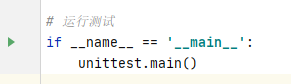 # 运行测试
if __name__ == '__main__':
    unittest.main()